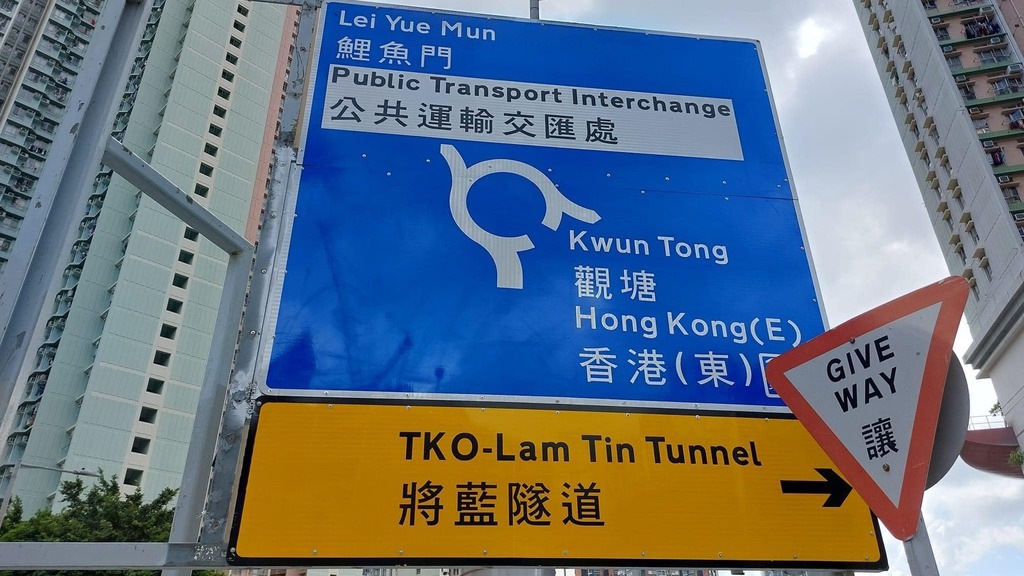 Lei Yue Mun
鯉魚門
Public Transport Interchange
公共運輸交匯處
Kwun Tong
觀塘
Hong Kong(E)
香港(東)
TKO-Lam Tin Tunnel
將藍隧道
GIVE
WAY
讓